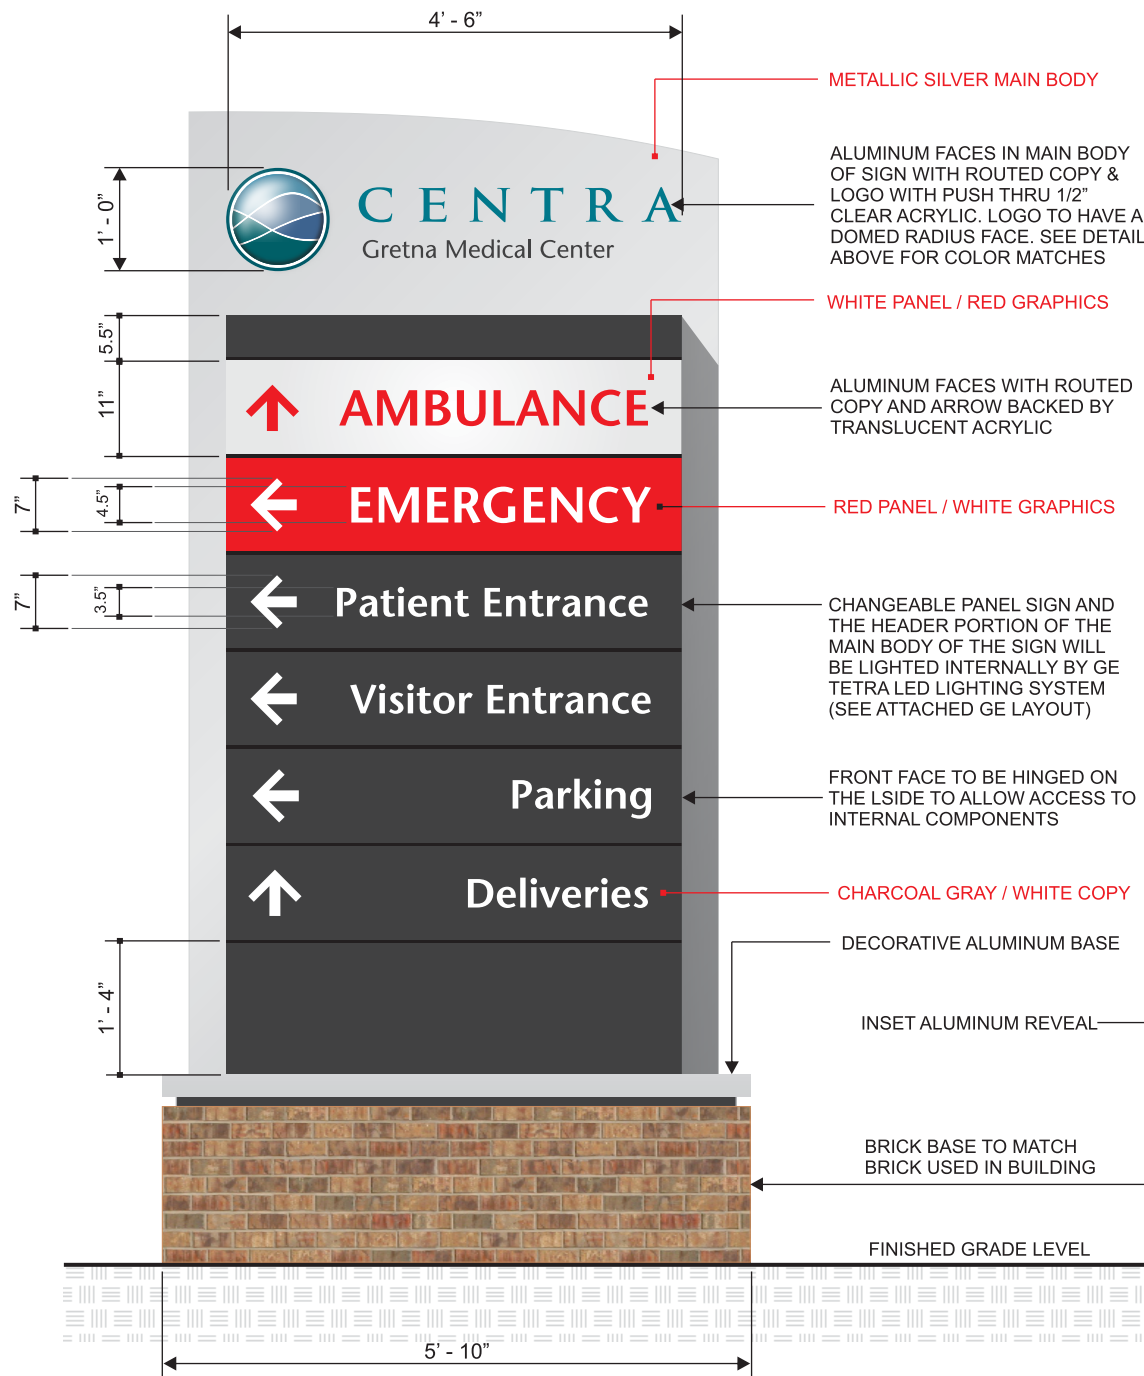 4' - 6"
METALLIC SILVER MAIN BODY
ALUMINUM FACES IN MAIN BODY
OF SIGN WITH ROUTED COPY &
LOGO WITH PUSH THRU 1/2"
CLEAR ACRYLIC. LOGO TO HAVE A
DOMED RADIUS FACE. SEE DETAIL
ABOVE FOR COLOR MATCHES
1' - 0"
CENTRA
Gretna Medical Center
WHITE PANEL / RED GRAPHICS
5.5"
11"
AMBULANCE
ALUMINUM FACES WITH ROUTED
COPY AND ARROW BACKED BY
TRANSLUCENT ACRYLIC
7"
4.5"
EMERGENCY
RED PANEL / WHITE GRAPHICS
7"
3.5"
Patient Entrance
CHANGEABLE PANEL SIGN AND
THE HEADER PORTION OF THE
MAIN BODY OF THE SIGN WILL
BE LIGHTED INTERNALLY BY GE
TETRA LED LIGHTING SYSTEM
(SEE ATTACHED GE LAYOUT)
Visitor Entrance
Parking
FRONT FACE TO BE HINGED ON
THE LSIDE TO ALLOW ACCESS TO
INTERNAL COMPONENTS
Deliveries
CHARCOAL GRAY / WHITE COPY
DECORATIVE ALUMINUM BASE
1' - 4"
INSET ALUMINUM REVEAL
BRICK BASE TO MATCH
BRICK USED IN BUILDING
FINISHED GRADE LEVEL
5' - 10"